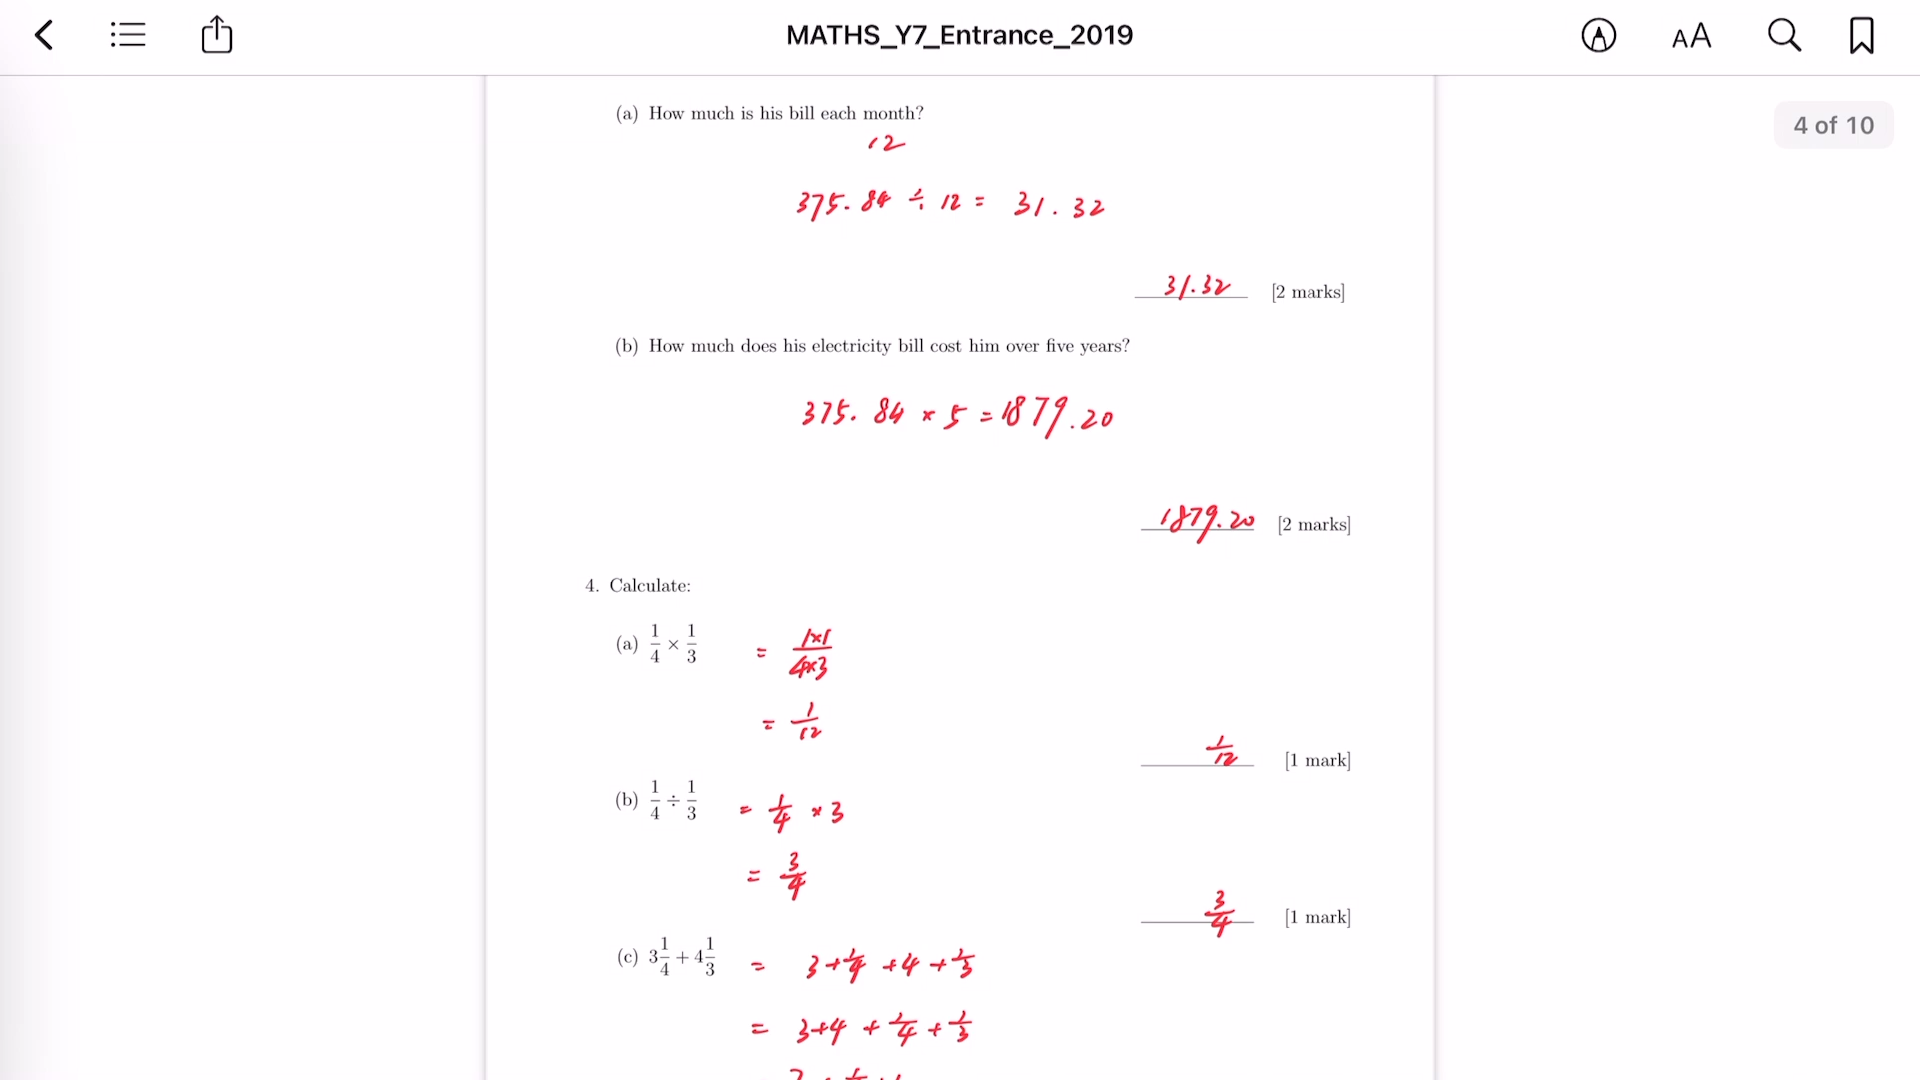 MATHS_Y7_Entrance_2019
AA
4 of 10
(a) How much is his bill each month?
12
375.84 ÷ 12 = 31.32
31.32 [2 marks]
(b) How much does his electricity bill cost him over five years?
375.84 × 5 = 1879.20
1879.20 [2 marks]
4. Calculate:
(a) 1/4 × 1/3 = 1×1/4×3
= 1/12
1/12 [1 mark]
(b) 1/4 ÷ 1/3 = 1/4 × 3
= 3/4
3/4 [1 mark]
(c) 3 1/4 + 4 1/3 = 3 + 1/4 + 4 + 1/3
= 3+4 + 1/4 + 1/3